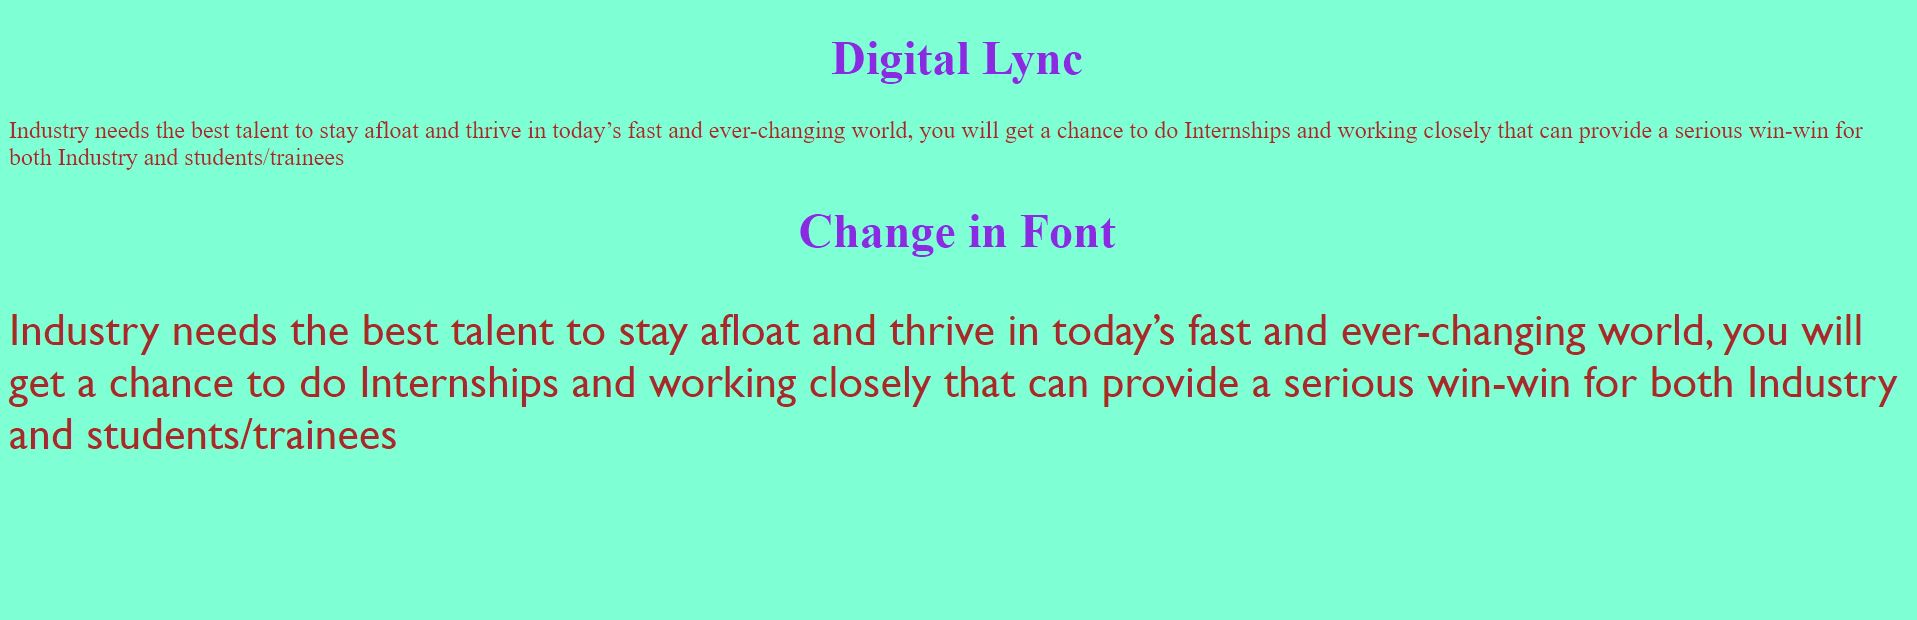 Digital Lync
Industry needs the best talent to stay afloat and thrive in today’s fast and ever-changing world, you will get a chance to do Internships and working closely that can provide a serious win-win for
both Industry and students/trainees
Change in Font
Industry needs the best talent to stay afloat and thrive in today’s fast and ever-changing world, you will
get a chance to do Internships and working closely that can provide a serious win-win for both Industry
and students/trainees